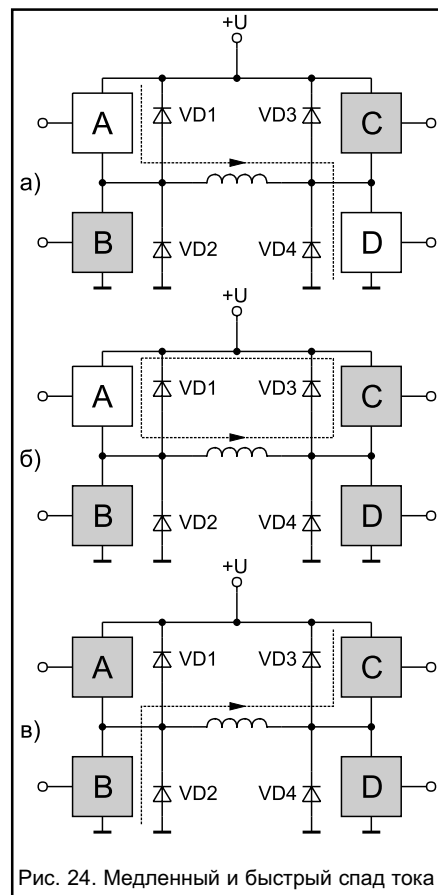 +U
A
VD1
VD3
C
а)
B
VD2
VD4
D
+U
A
VD1
VD3
C
б)
B
VD2
VD4
D
+U
A
VD1
VD3
C
в)
B
VD2
VD4
D
Рис. 24. Медленный и быстрый спад тока